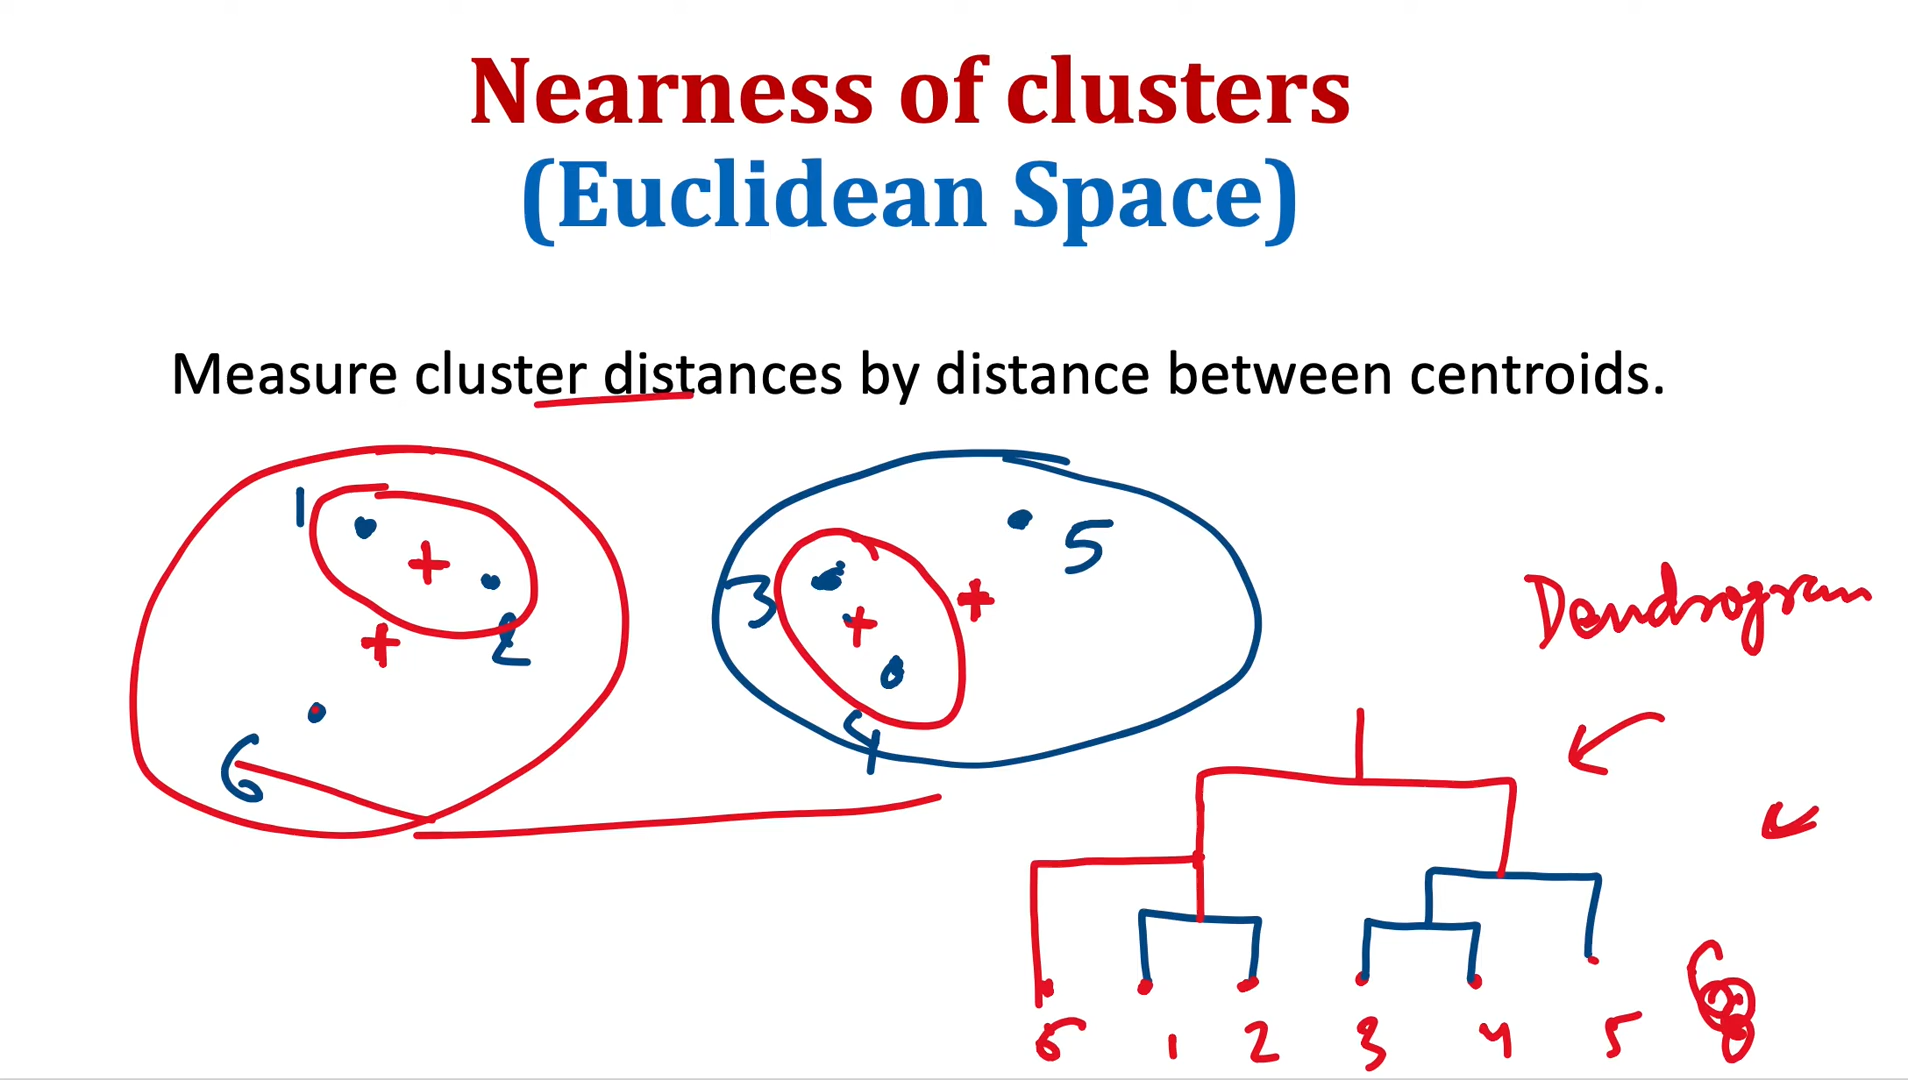 Nearness of clusters
(Euclidean Space)
Measure cluster distances by distance between centroids.
1
5
3
2
4
6
Dendrogram
6 1 2 3 4 5